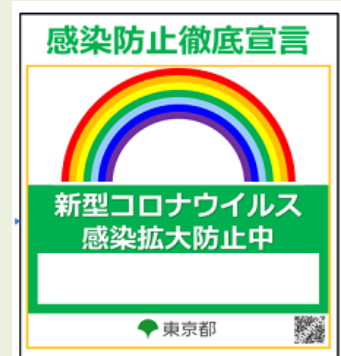 感染防止徹底宣言
新型コロナウイルス
感染拡大防止中
東京都